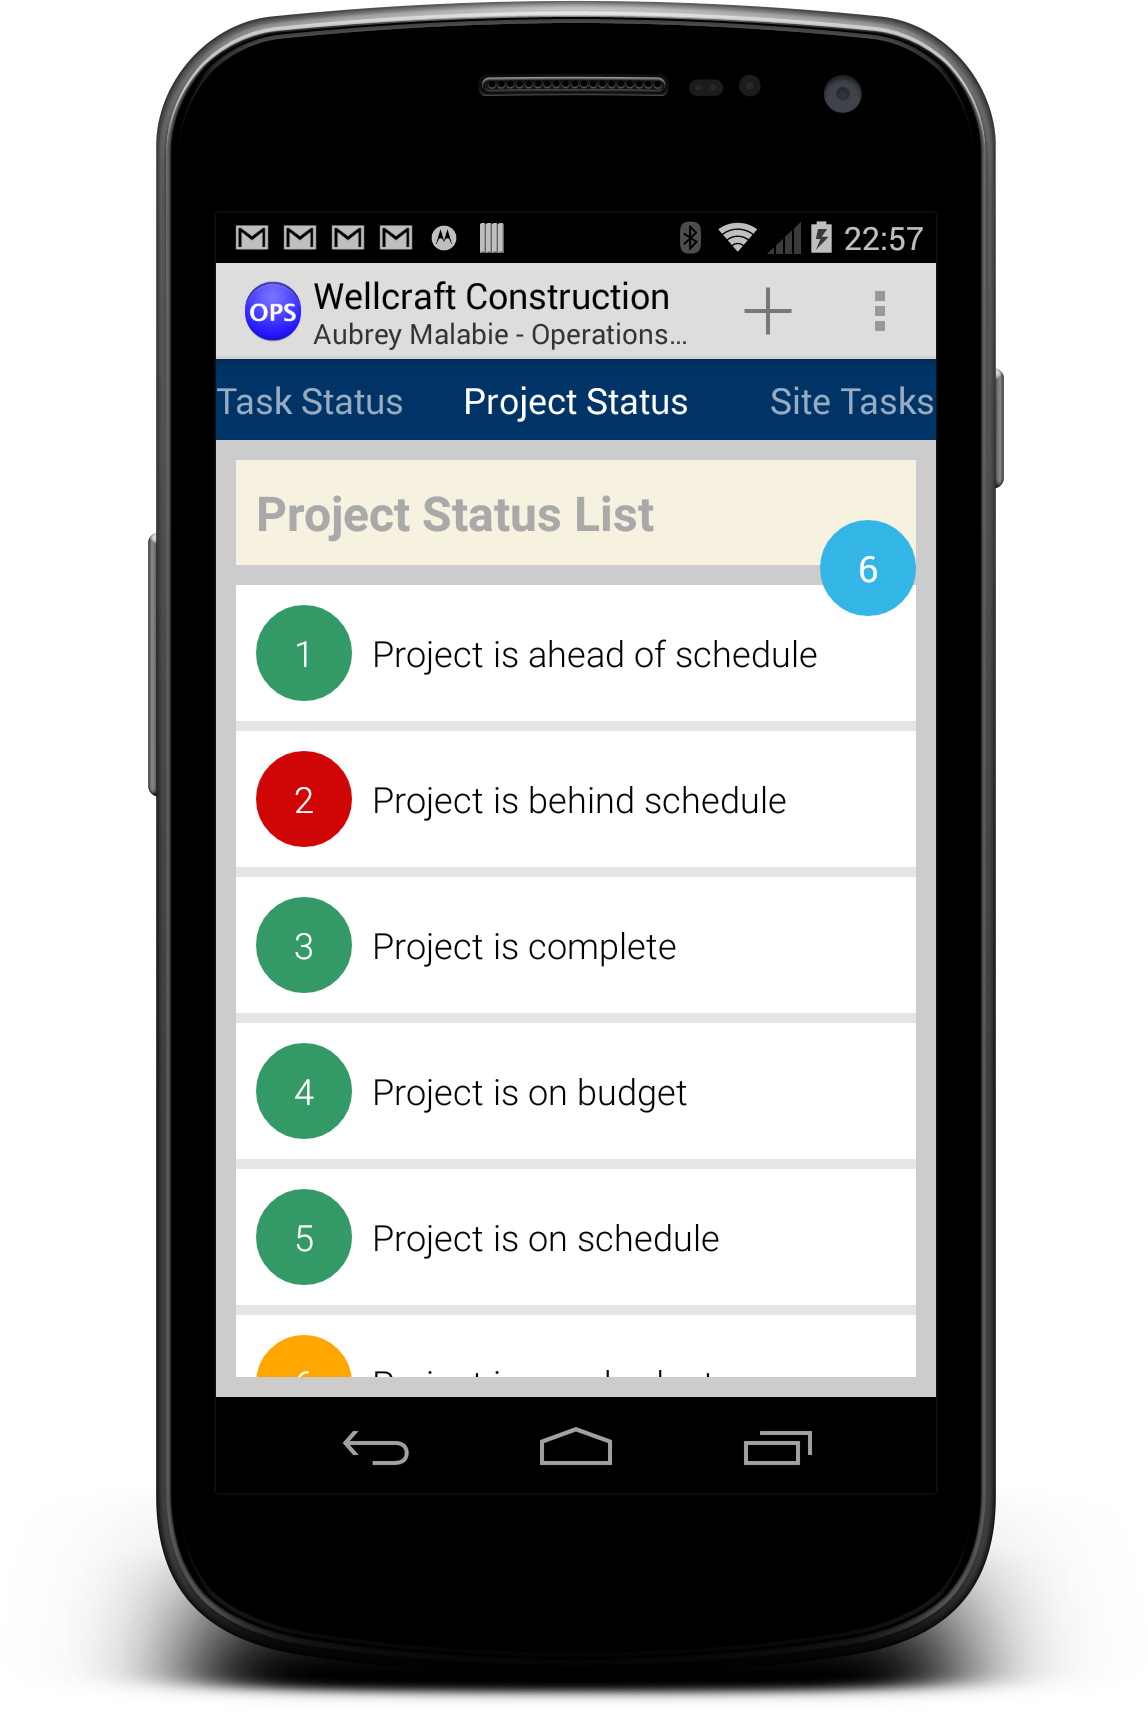 22:57
OPS
Wellcraft Construction
Aubrey Malabie - Operations...
Task Status Project Status Site Tasks
Project Status List
6
1 Project is ahead of schedule
2 Project is behind schedule
3 Project is complete
4 Project is on budget
5 Project is on schedule